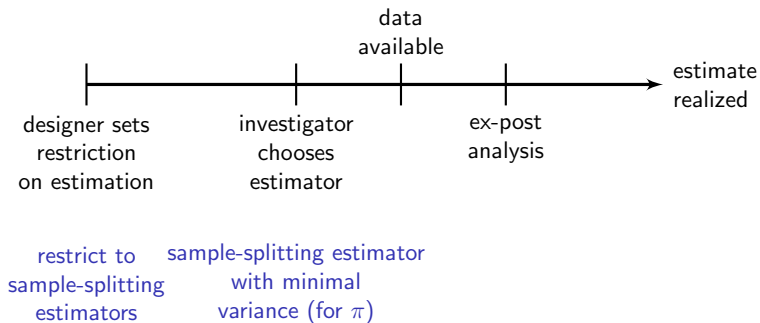 data
available
estimate
realized
designer sets
restriction
on estimation
investigator
chooses
estimator
ex-post
analysis
restrict to
sample-splitting
estimators
sample-splitting estimator
with minimal
variance (for π)